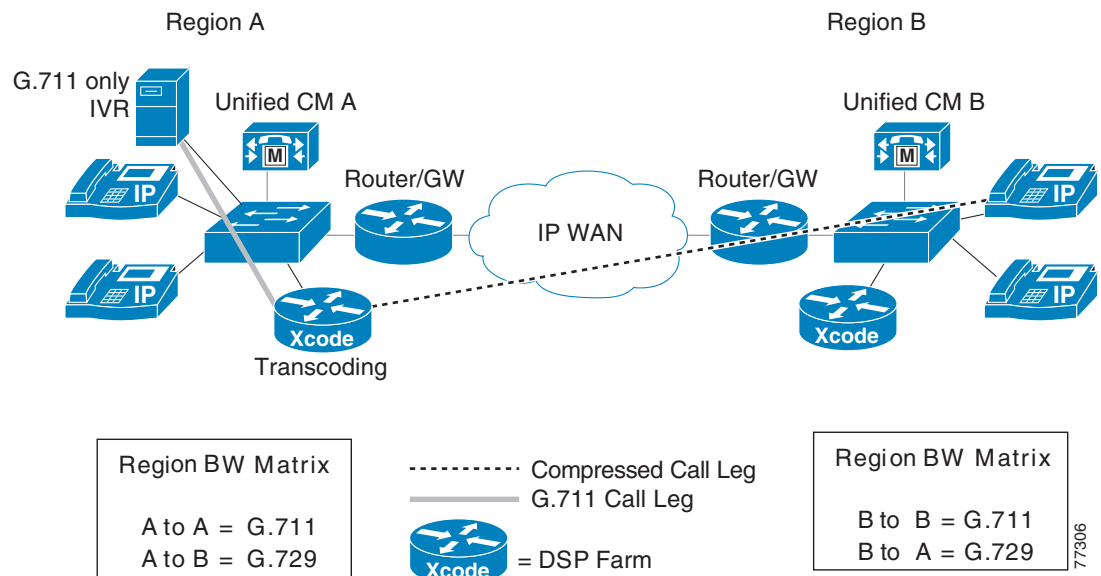 Region A
Region B
G.711 only
IVR
Unified CM A
Unified CM B
M
M
IP
Router/GW
Router/GW
IP
IP WAN
IP
IP
Xcode
Xcode
Transcoding
Region BW Matrix
A to A = G.711
A to B = G.729
Compressed Call Leg
G.711 Call Leg
Xcode
= DSP Farm
Region BW Matrix
B to B = G.711
B to A = G.729
77306